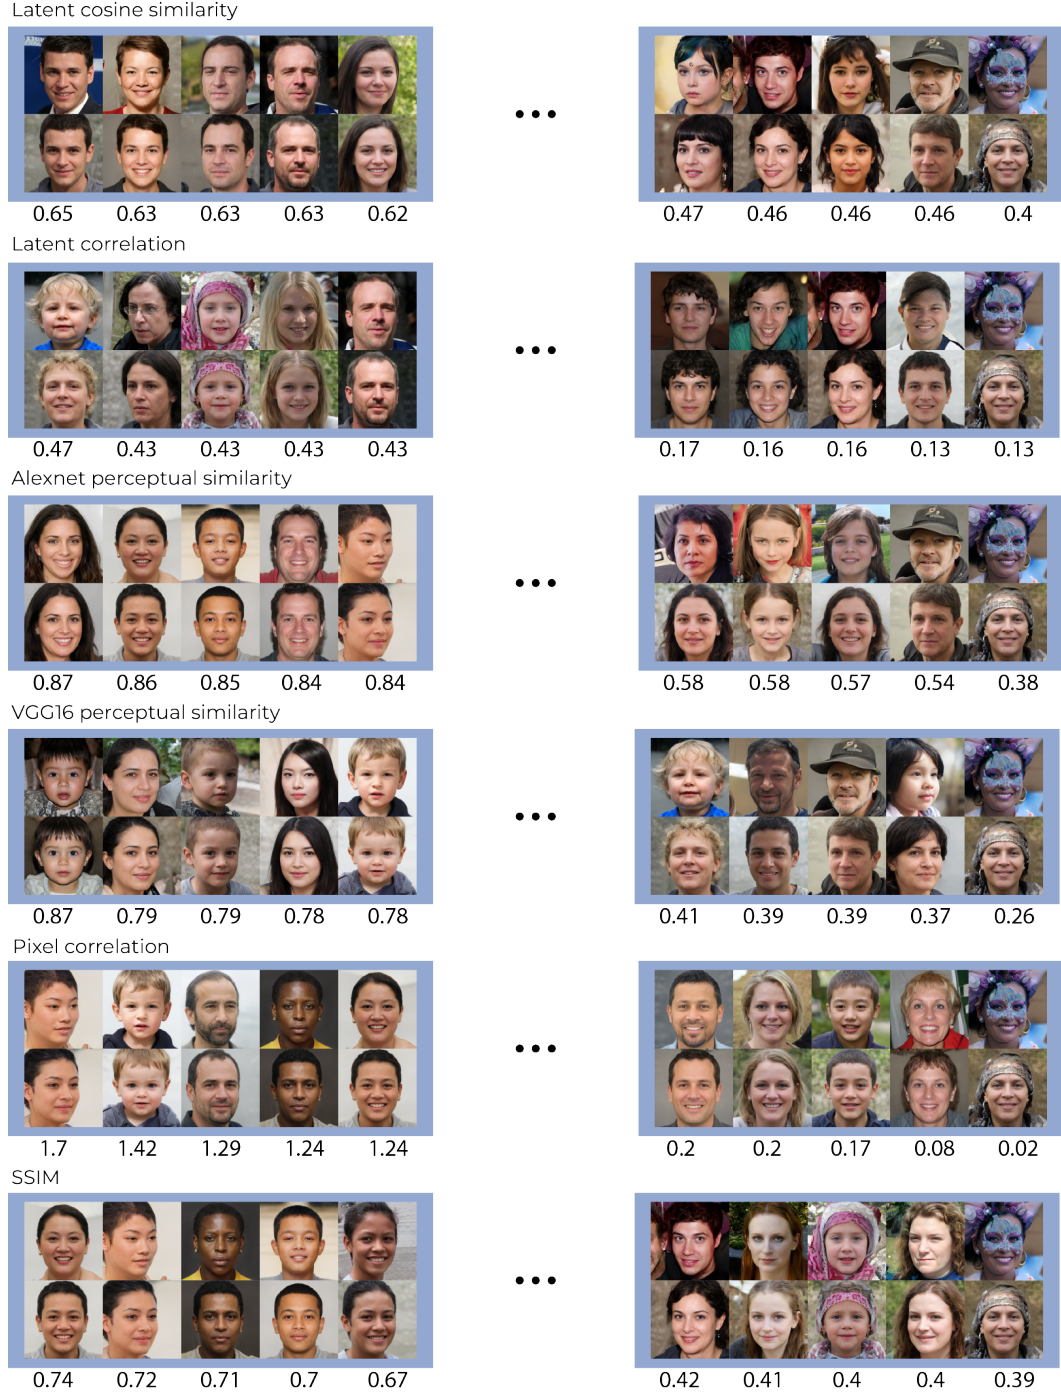 Latent cosine similarity
0.65 0.63 0.63 0.63 0.62 0.47 0.46 0.46 0.46 0.4
Latent correlation
0.47 0.43 0.43 0.43 0.43 0.17 0.16 0.16 0.13 0.13
Alexnet perceptual similarity
0.87 0.86 0.85 0.84 0.84 0.58 0.58 0.57 0.54 0.38
VGG16 perceptual similarity
0.87 0.79 0.79 0.78 0.78 0.41 0.39 0.39 0.37 0.26
Pixel correlation
1.7 1.42 1.29 1.24 1.24 0.2 0.2 0.17 0.08 0.02
SSIM
0.74 0.72 0.71 0.7 0.67 0.42 0.41 0.4 0.4 0.39